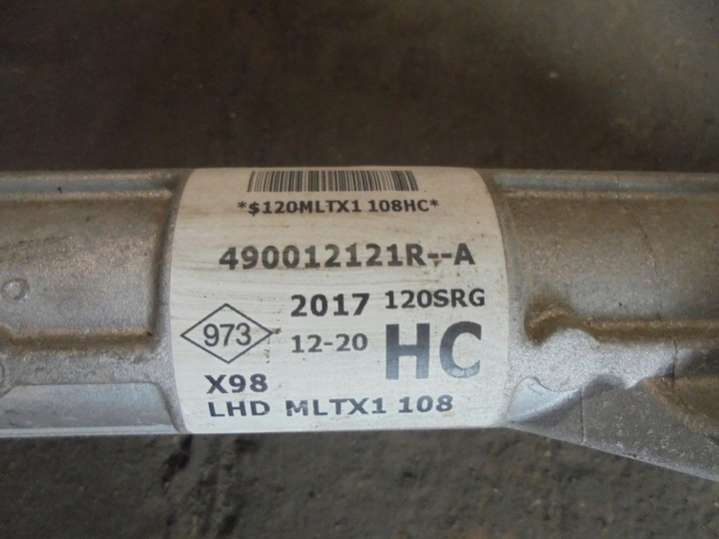 *$120MLTX1 108HC*
490012121R--A
2017 120SRG
973 12-20 HC
X98
LHD MLTX1 108